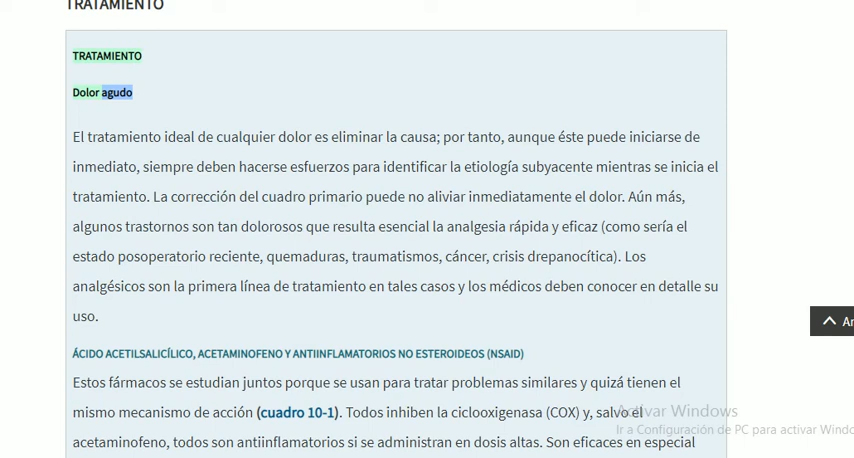 TRATAMIENTO
TRATAMIENTO
Dolor agudo
El tratamiento ideal de cualquier dolor es eliminar la causa; por tanto, aunque éste puede iniciarse de
inmediato, siempre deben hacerse esfuerzos para identificar la etiología subyacente mientras se inicia el
tratamiento. La corrección del cuadro primario puede no aliviar inmediatamente el dolor. Aún más,
algunos trastornos son tan dolorosos que resulta esencial la analgesia rápida y eficaz (como sería el
estado posoperatorio reciente, quemaduras, traumatismos, cáncer, crisis drepanocítica). Los
analgésicos son la primera línea de tratamiento en tales casos y los médicos deben conocer en detalle su
uso.
ÁCIDO ACETILSALICÍLICO, ACETAMINOFENO Y ANTIINFLAMATORIOS NO ESTEROIDEOS (NSAID)
Estos fármacos se estudian juntos porque se usan para tratar problemas similares y quizá tienen el
mismo mecanismo de acción (cuadro 10-1). Todos inhiben la ciclooxigenasa (COX) y, salvo el
acetaminofeno, todos son antiinflamatorios si se administran en dosis altas. Son eficaces en especial
Activar Windows
Ir a Configuración de PC para activar Windo